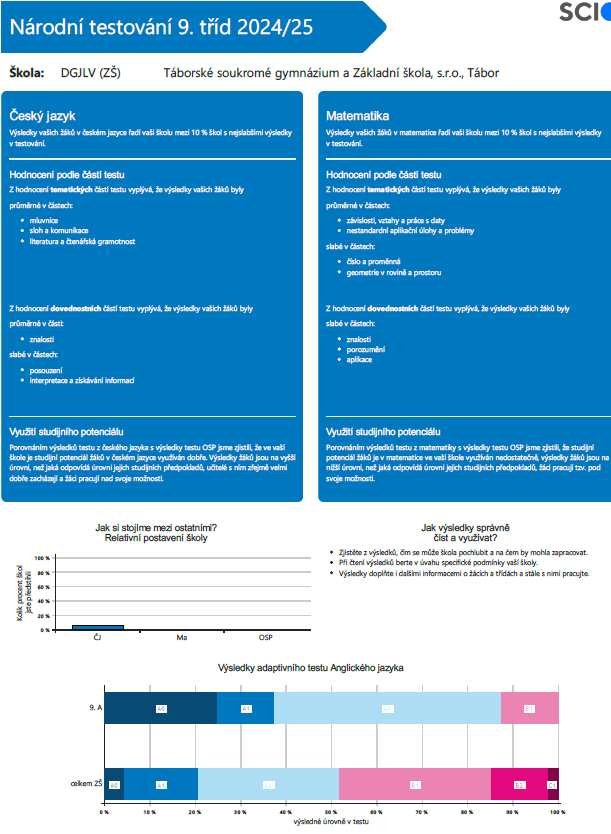 SCIO
Národní testování 9. tříd 2024/25
Škola: DGJLV (ZŠ) Táborské soukromé gymnázium a Základní škola, s.r.o., Tábor
Český jazyk
Výsledky vašich žáků v českém jazyce řadí vaši školu mezi 10 % škol s nejslabšími výsledky
v testování.
Hodnocení podle částí testu
Z hodnocení tematických částí testu vyplývá, že výsledky vašich žáků byly
průměrné v částech:
mluvnice
sloh a komunikace
literatura a čtenářská gramotnost
Z hodnocení dovednostních částí testu vyplývá, že výsledky vašich žáků byly
průměrné v části:
znalosti
slabé v částech:
posouzení
interpretace a získávání informací
Využití studijního potenciálu
Porovnáním výsledků testu z českého jazyka s výsledky testu OSP jsme zjistili, že ve vaší
škole je studijní potenciál žáků v českém jazyce využíván dobře. Výsledky žáků jsou na vyšší
úrovni, než jaká odpovídá úrovni jejich studijních předpokladů, učitelé s ním zřejmě velmi
dobře zacházejí a žáci pracují nad svoje možnosti.
Matematika
Výsledky vašich žáků v matematice řadí vaši školu mezi 10 % škol s nejslabšími výsledky
v testování.
Hodnocení podle částí testu
Z hodnocení tematických částí testu vyplývá, že výsledky vašich žáků byly
průměrné v částech:
závislosti, vztahy a práce s daty
nestandardní aplikační úlohy a problémy
slabé v částech:
číslo a proměnná
geometrie v rovině a prostoru
Z hodnocení dovednostních částí testu vyplývá, že výsledky vašich žáků byly
slabé v částech:
znalosti
porozumění
aplikace
Využití studijního potenciálu
Porovnáním výsledků testu z matematiky s výsledky testu OSP jsme zjistili, že studijní
potenciál žáků je v matematice ve vaší škole využíván nedostatečně, výsledky žáků jsou na
nižší úrovni, než jaká odpovídá úrovni jejich studijních předpokladů, žáci pracují tzv. pod
svoje možnosti.
Jak si stojíme mezi ostatními?
Relativní postavení školy
Kolik procent škol
jste předstihli
100 %
80 %
60 %
40 %
20 %
0 %
ČJ Ma OSP
Jak výsledky správně
číst a využívat?
Zjistěte z výsledků, čím se může škola pochlubit a na čem by mohla zapracovat.
Při čtení výsledků berte v úvahu specifické podmínky vaší školy.
Výsledky doplňte i dalšími informacemi o žácích a třídách a stále s nimi pracujte.
Výsledky adaptivního testu Anglického jazyka
9. A A0 A1 A2 B1
celkem ZŠ A0 A1 A2 B1 B2 C1
0 % 10 % 20 % 30 % 40 % 50 % 60 % 70 % 80 % 90 % 100 %
výsledné úrovně v testu